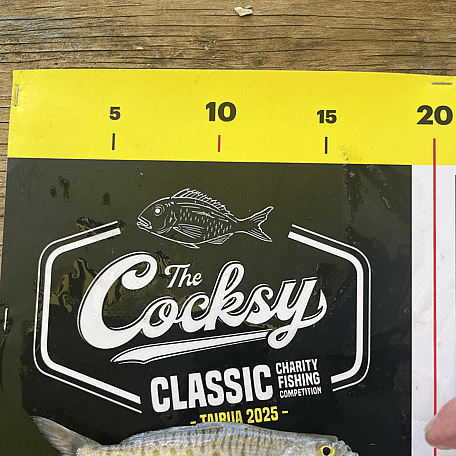 5 10 15 20
The
Cocksy
CLASSIC CHARITY
FISHING
COMPETITION
- TAIRUA 2025 -